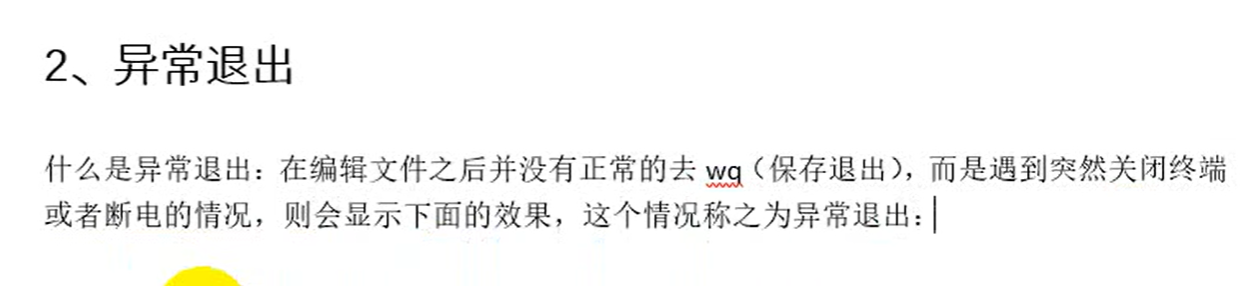 2、异常退出
什么是异常退出：在编辑文件之后并没有正常的去 wq（保存退出），而是遇到突然关闭终端
或者断电的情况，则会显示下面的效果，这个情况称之为异常退出：